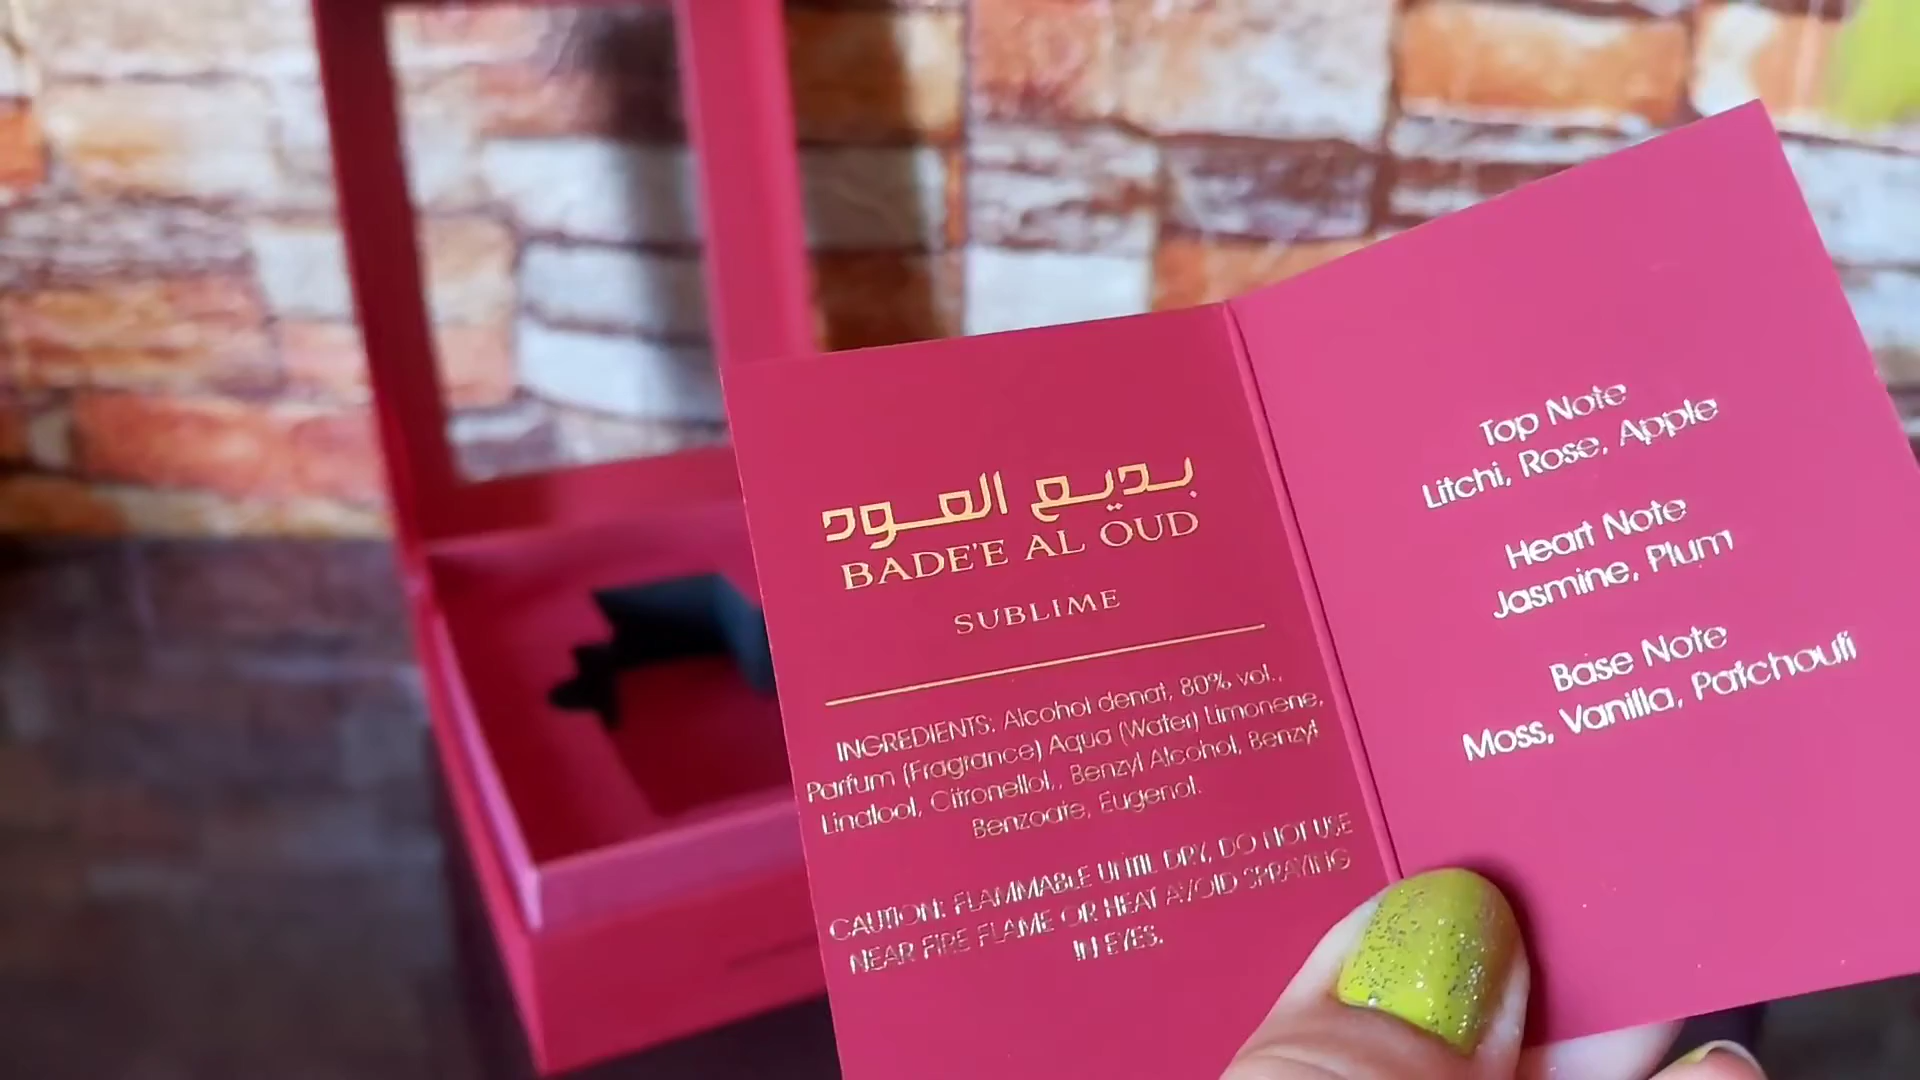 بديع العود
BADE'E AL OUD
SUBLIME
INGREDIENTS: Alcohol denat, 80% vol.,
Parfum (Fragrance) Aqua (Water) Limonene,
Linalool, Citronellol,, Benzyl Alcohol, Benzyl
Benzoate, Eugenol.
CAUTION: FLAMMABLE UNTIL DRY, DO NOT USE
NEAR FIRE FLAME OR HEAT AVOID SPRAYING
IN EYES.
Top Note
Litchi, Rose, Apple
Heart Note
Jasmine, Plum
Base Note
Moss, Vanilla, Patchouli